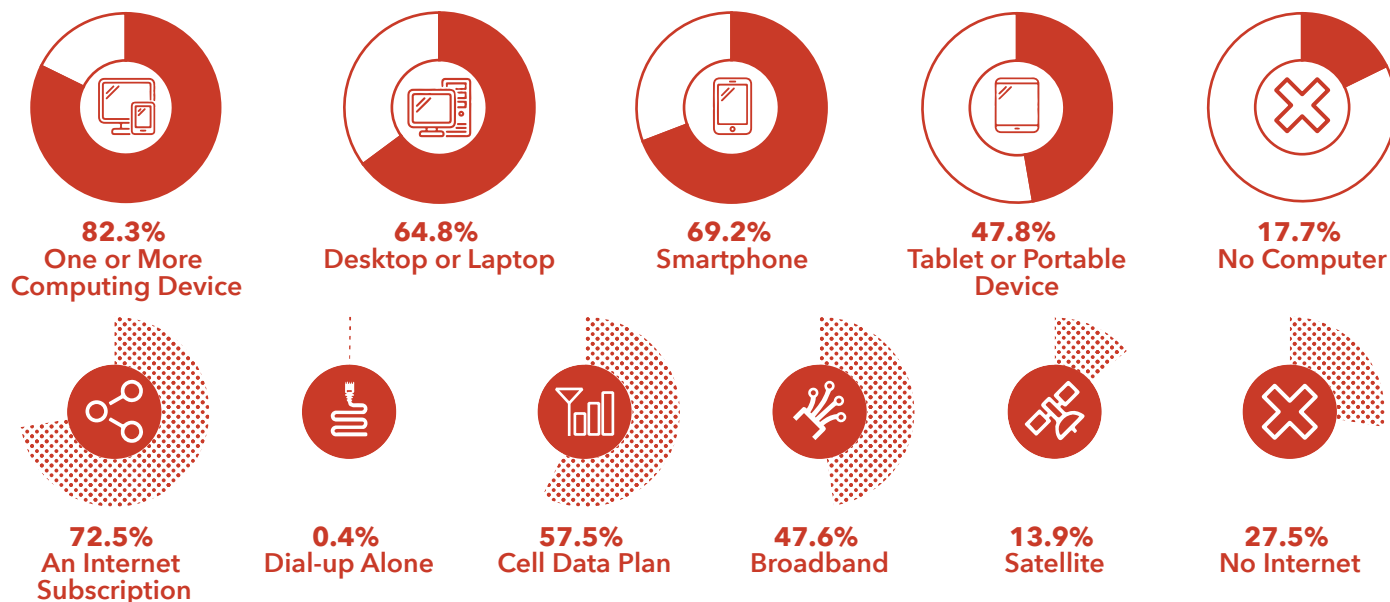 82.3%
One or More
Computing Device
64.8%
Desktop or Laptop
69.2%
Smartphone
47.8%
Tablet or Portable
Device
17.7%
No Computer
72.5%
An Internet
Subscription
0.4%
Dial-up Alone
57.5%
Cell Data Plan
47.6%
Broadband
13.9%
Satellite
27.5%
No Internet